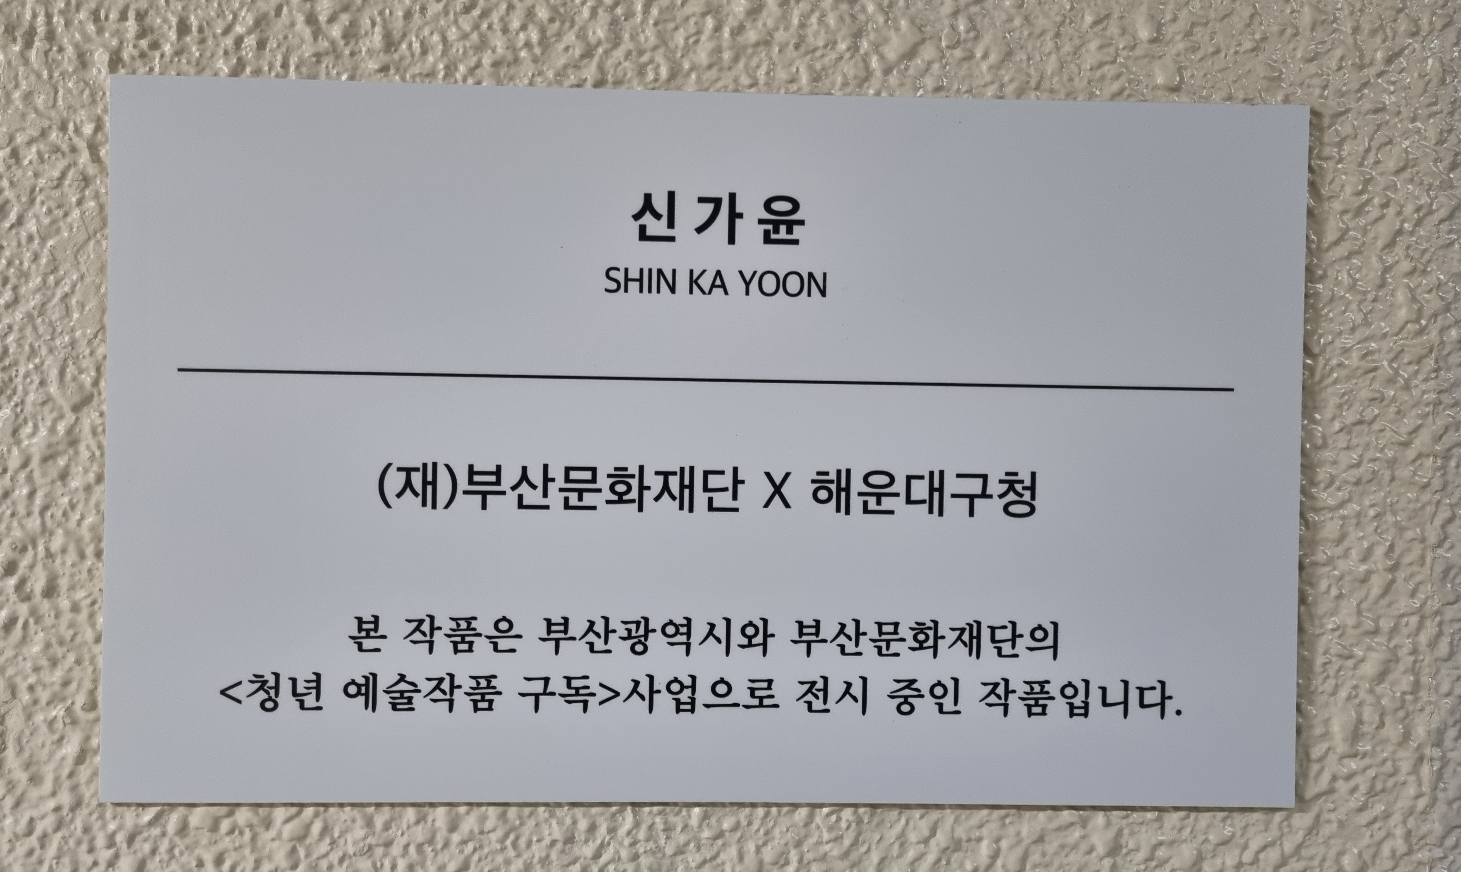 신가윤
SHIN KA YOON
(재)부산문화재단 X 해운대구청
본 작품은 부산광역시와 부산문화재단의
<청년 예술작품 구독>사업으로 전시 중인 작품입니다.